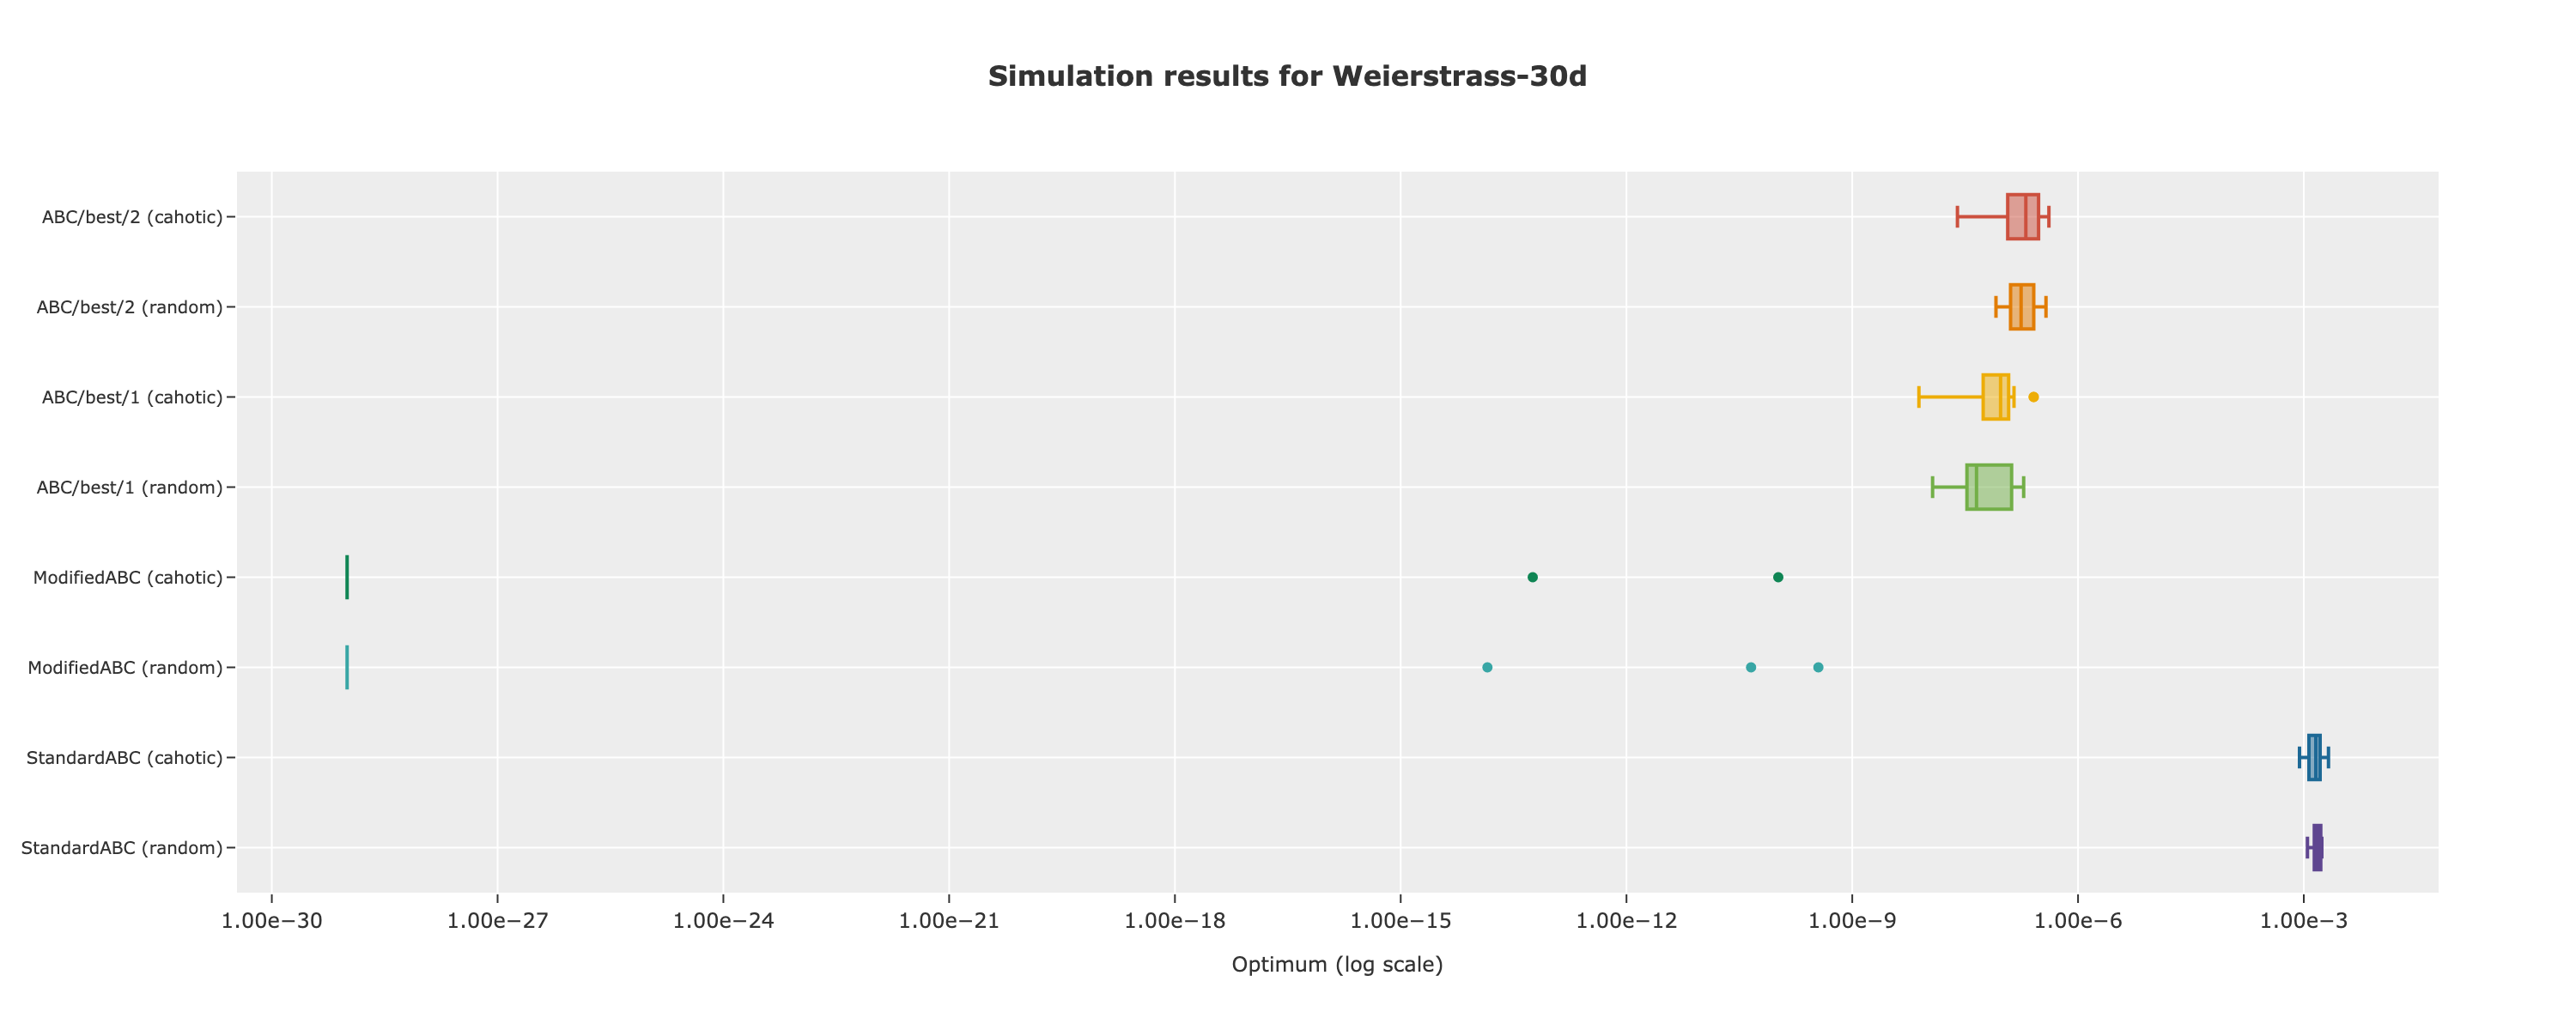 Simulation results for Weierstrass-30d
ABC/best/2 (cahotic)
ABC/best/2 (random)
ABC/best/1 (cahotic)
ABC/best/1 (random)
ModifiedABC (cahotic)
ModifiedABC (random)
StandardABC (cahotic)
StandardABC (random)
1.00e−30 1.00e−27 1.00e−24 1.00e−21 1.00e−18 1.00e−15 1.00e−12 1.00e−9 1.00e−6 1.00e−3
Optimum (log scale)